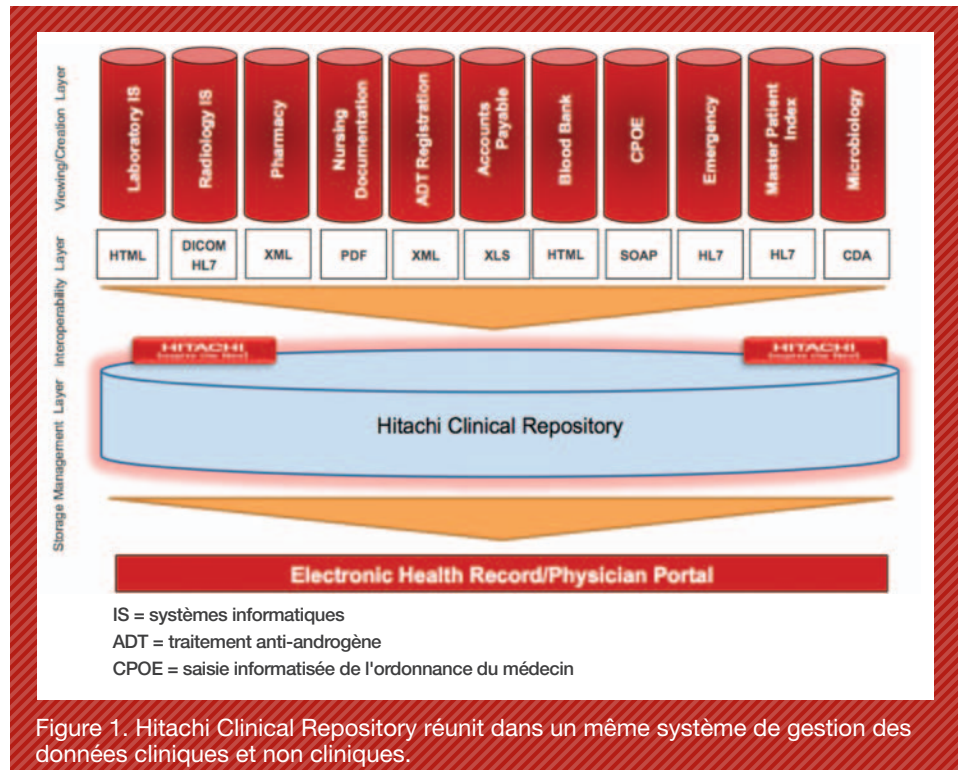 Viewing/Creation Layer
Laboratory IS
Radiology IS
Pharmacy
Nursing
Documentation
ADT Registration
Accounts
Payable
Blood Bank
CPOE
Emergency
Master Patient
Index
Microbiology
Interoperability Layer
HTML
DICOM
HL7
XML
PDF
XML
XLS
HTML
SOAP
HL7
HL7
CDA
Storage Management Layer
HITACHI
HITACHI
Hitachi Clinical Repository
Electronic Health Record/Physician Portal
IS = systèmes informatiques
ADT = traitement anti-androgène
CPOE = saisie informatisée de l'ordonnance du médecin
Figure 1. Hitachi Clinical Repository réunit dans un même système de gestion des
données cliniques et non cliniques.